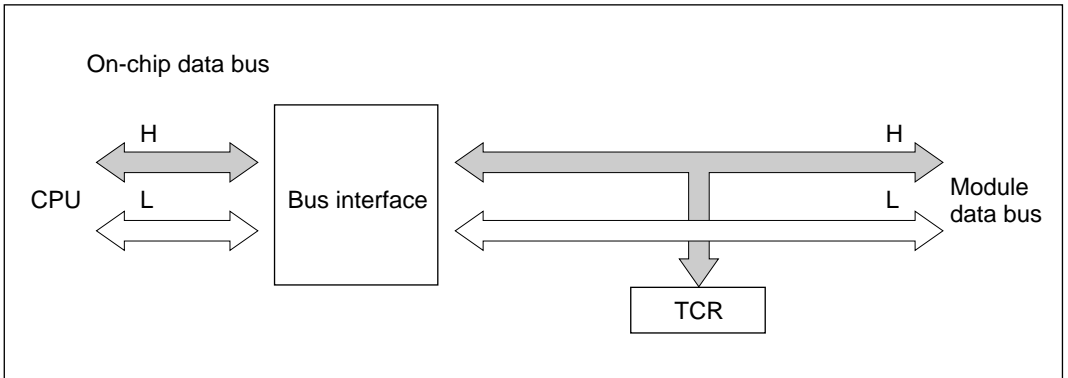 On-chip data bus
H
H
CPU
L
Bus interface
L
Module
data bus
TCR